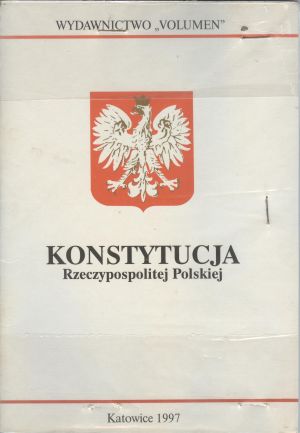 WYDAWNICTWO „VOLUMEN"
KONSTYTUCJA
Rzeczypospolitej Polskiej
Katowice 1997